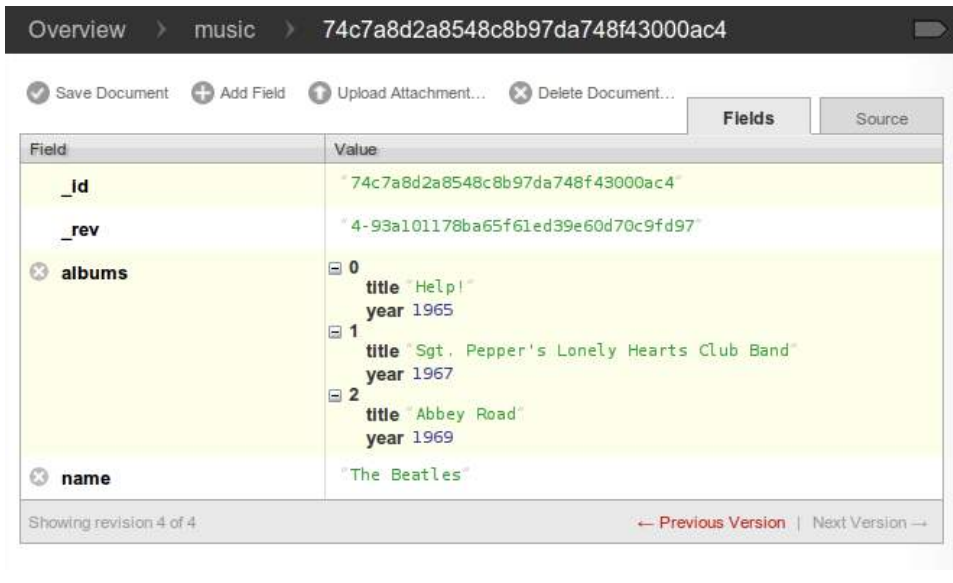 Overview > music > 74c7a8d2a8548c8b97da748f43000ac4
Save Document Add Field Upload Attachment... Delete Document...
Fields Source
Field Value
_id "74c7a8d2a8548c8b97da748f43000ac4"
_rev "4-93a101178ba65f61ed39e60d70c9fd97"
albums 0
title "Help!"
year 1965
1
title "Sgt. Pepper's Lonely Hearts Club Band"
year 1967
2
title "Abbey Road"
year 1969
name "The Beatles"
Showing revision 4 of 4 ← Previous Version | Next Version →